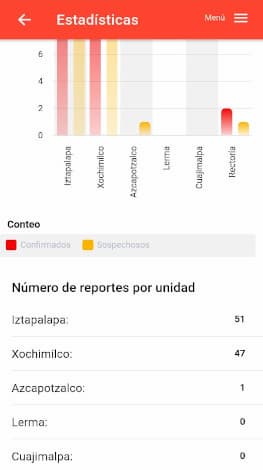 Estadísticas
Menú
6
4
2
0
Iztapalapa
Xochimilco
Azcapotzalco
Lerma
Cuajimalpa
Rectoría
Conteo
Confirmados Sospechosos
Número de reportes por unidad
Iztapalapa: 51
Xochimilco: 47
Azcapotzalco: 1
Lerma: 0
Cuajimalpa: 0